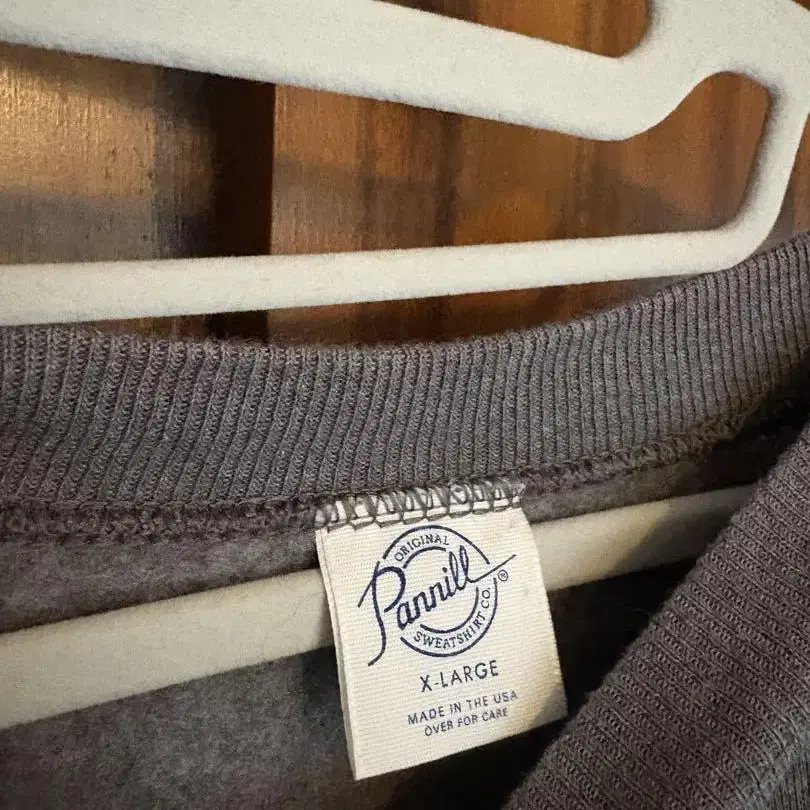 ORIGINAL
Pannill ®
SWEATSHIRT CO.
X-LARGE
MADE IN THE USA
OVER FOR CARE